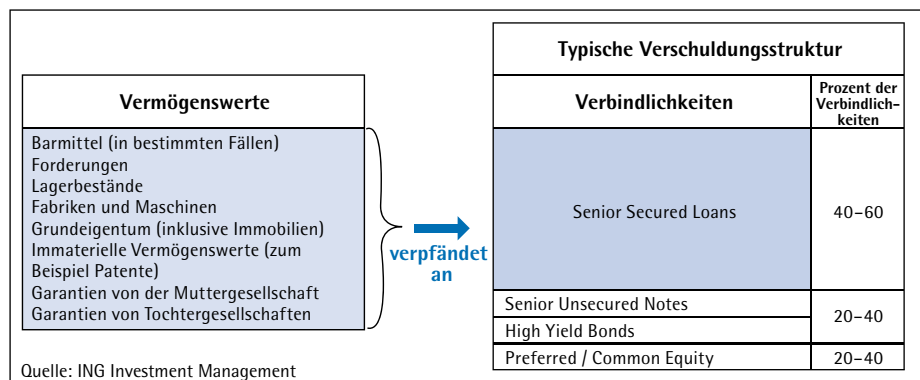 Vermögenswerte
Barmittel (in bestimmten Fällen)
Forderungen
Lagerbestände
Fabriken und Maschinen
Grundeigentum (inklusive Immobilien)
Immaterielle Vermögenswerte (zum
Beispiel Patente)
Garantien von der Muttergesellschaft
Garantien von Tochtergesellschaften
verpfändet
an
Typische Verschuldungsstruktur
Verbindlichkeiten
Prozent der
Verbindlich-
keiten
Senior Secured Loans
40–60
Senior Unsecured Notes
High Yield Bonds
20–40
Preferred / Common Equity
20–40
Quelle: ING Investment Management